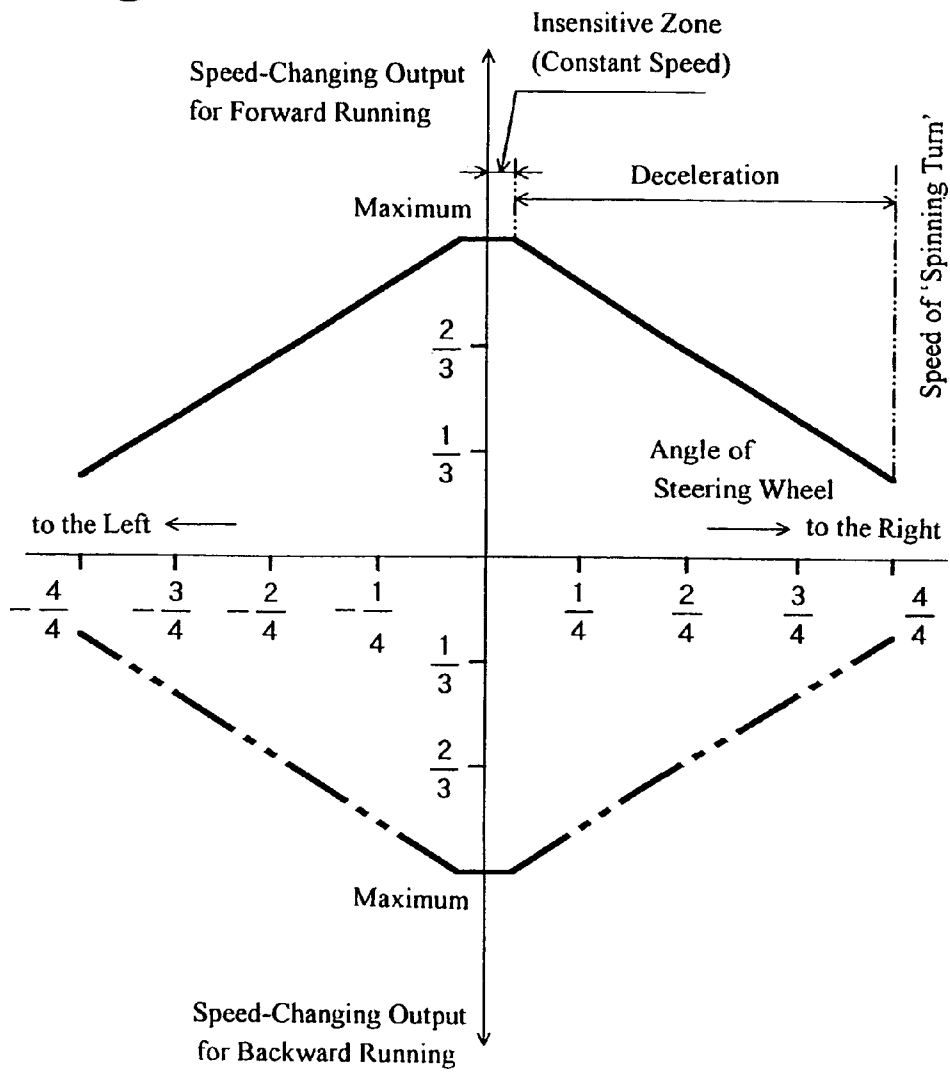 Insensitive Zone
(Constant Speed)
Speed-Changing Output
for Forward Running
Speed of 'Spinning Turn'
Deceleration
Maximum
2/3
1/3
Angle of
Steering Wheel
to the Left
to the Right
-4/4 -3/4 -2/4 -1/4 1/4 2/4 3/4 4/4
1/3
2/3
Maximum
Speed-Changing Output
for Backward Running